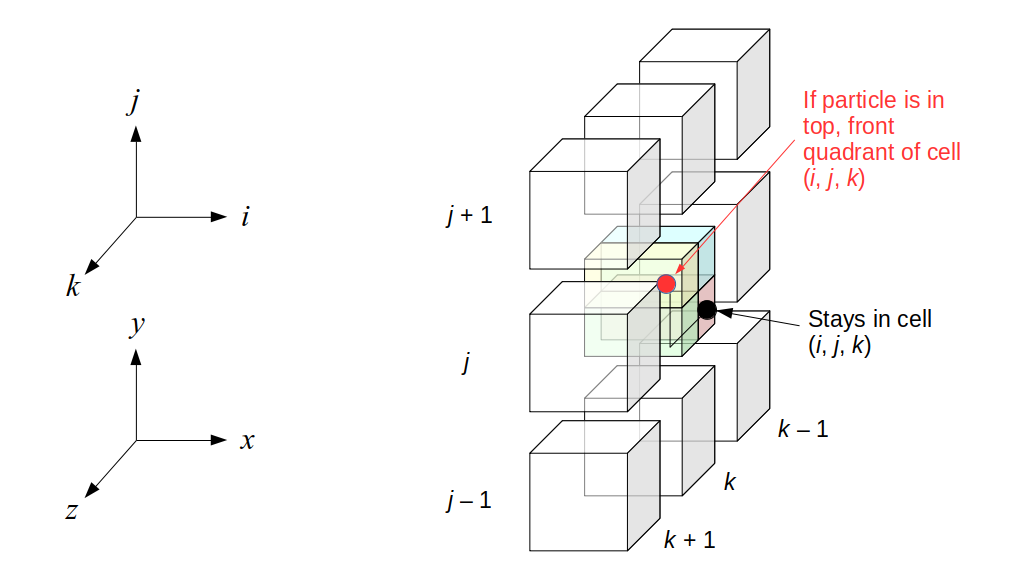 j
i
k
y
x
z
j + 1
j
j – 1
If particle is in
top, front
quadrant of cell
(i, j, k)
Stays in cell
(i, j, k)
k – 1
k
k + 1